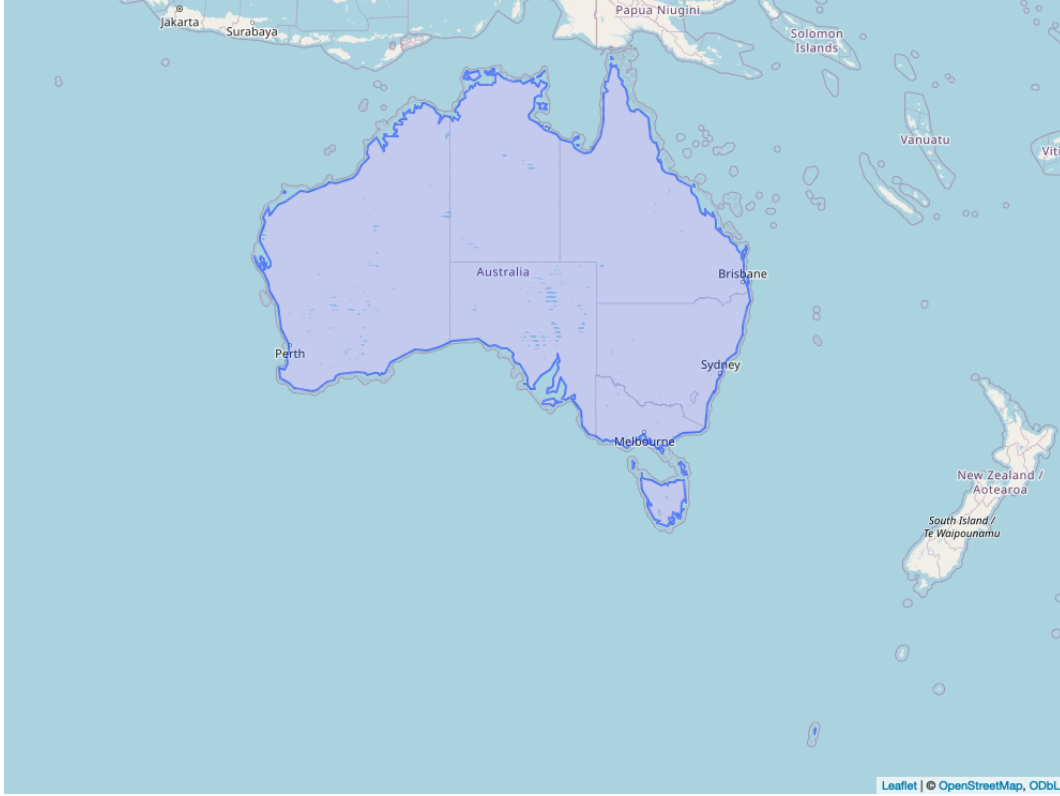 Papua Niugini
Jakarta
Surabaya
Solomon
Islands
Vanuatu
Viti
Australia
Brisbane
Perth
Sydney
Melbourne
New Zealand /
Aotearoa
South Island /
Te Waipounamu
Leaflet | © OpenStreetMap, ODbL